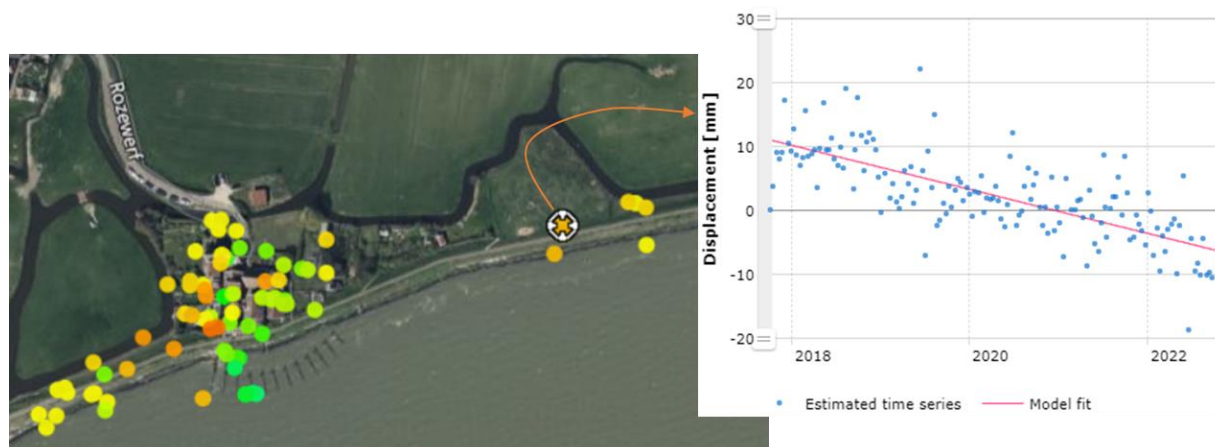 Rozewerf
Displacement [mm]
30
20
10
0
-10
-20
2018
2020
2022
Estimated time series
Model fit